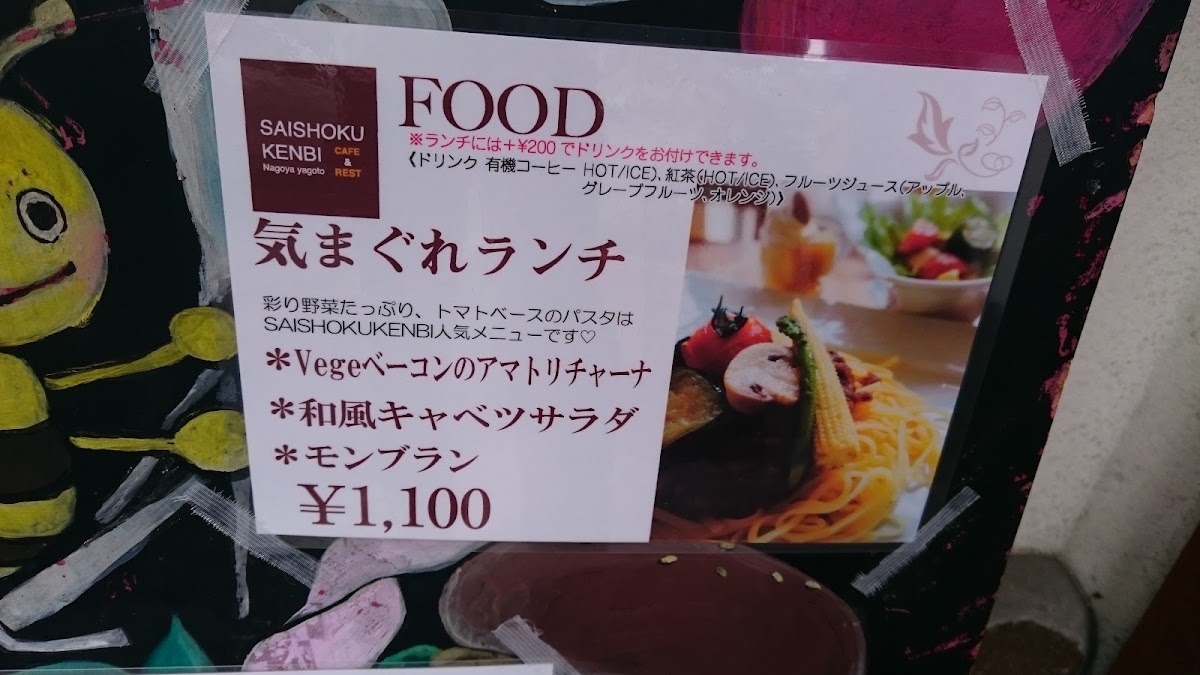 SAISHOKU
KENBI
CAFE
&
REST
Nagoya yagoto
FOOD
※ランチには+¥200でドリンクをお付けできます。
《ドリンク 有機コーヒー HOT/ICE)、紅茶(HOT/ICE)、フルーツジュース(アップル、
グレープフルーツ、オレンジ)》
気まぐれランチ
彩り野菜たっぷり、トマトベースのパスタは
SAISHOKUKENBI人気メニューです♡
＊Vegeベーコンのアマトリチャーナ
＊和風キャベツサラダ
＊モンブラン
¥1,100